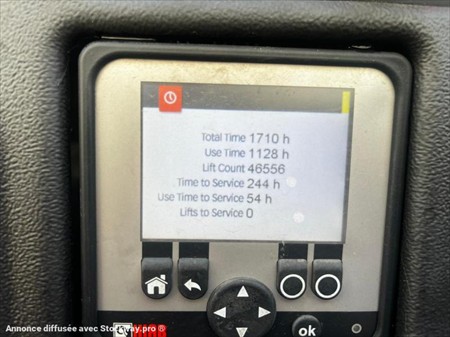 Total Time 1710 h
Use Time 1128 h
Lift Count 46556
Time to Service 244 h
Use Time to Service 54 h
Lifts to Service 0
ok
Annonce diffusée avec Stockway.pro ®